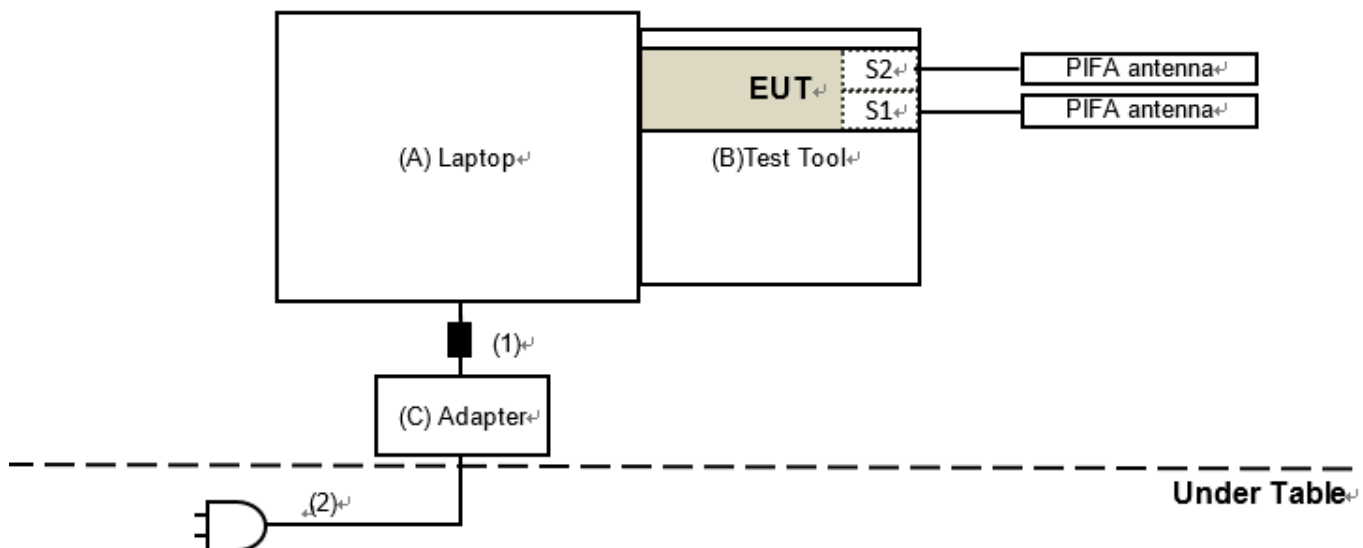 S2
PIFA antenna
EUT
S1
PIFA antenna
(A) Laptop
(B)Test Tool
(1)
(C) Adapter
Under Table
(2)